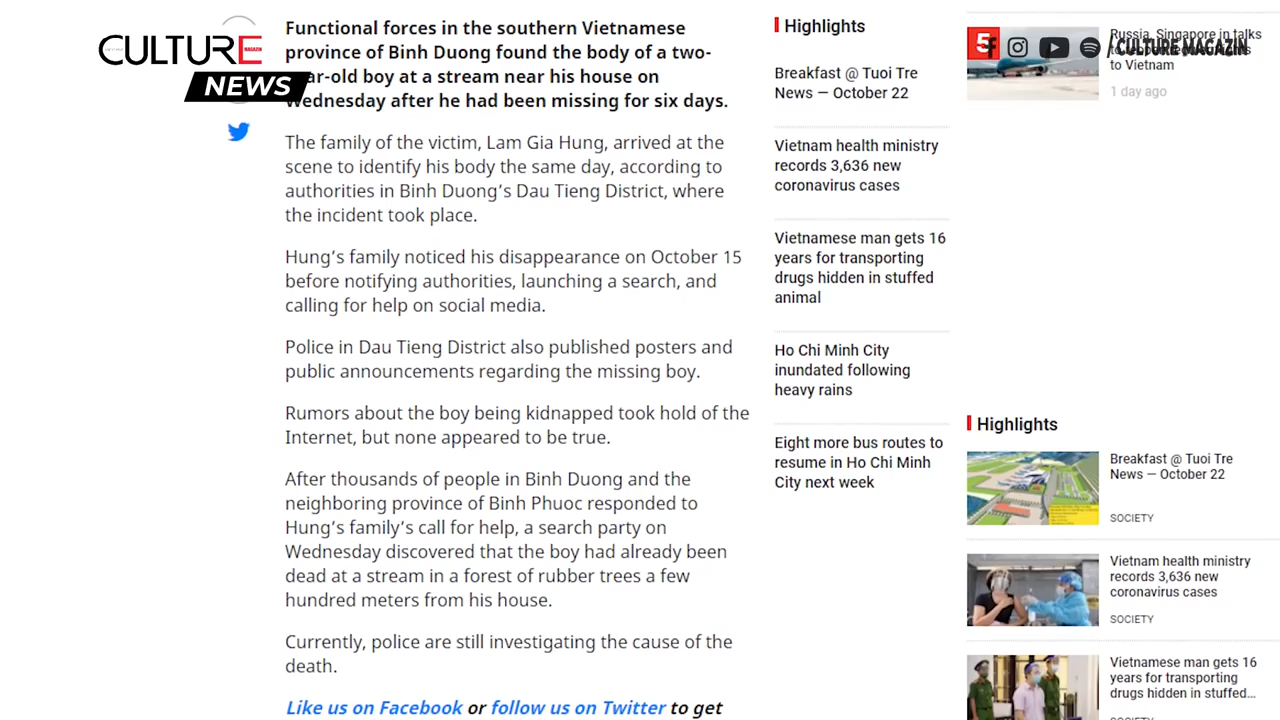 CULTURE
MAGAZIN
NEWS
Functional forces in the southern Vietnamese
province of Binh Duong found the body of a two-
year-old boy at a stream near his house on
Wednesday after he had been missing for six days.
The family of the victim, Lam Gia Hung, arrived at the
scene to identify his body the same day, according to
authorities in Binh Duong’s Dau Tieng District, where
the incident took place.
Hung’s family noticed his disappearance on October 15
before notifying authorities, launching a search, and
calling for help on social media.
Police in Dau Tieng District also published posters and
public announcements regarding the missing boy.
Rumors about the boy being kidnapped took hold of the
Internet, but none appeared to be true.
After thousands of people in Binh Duong and the
neighboring province of Binh Phuoc responded to
Hung’s family’s call for help, a search party on
Wednesday discovered that the boy had already been
dead at a stream in a forest of rubber trees a few
hundred meters from his house.
Currently, police are still investigating the cause of the
death.
Like us on Facebook or follow us on Twitter to get
Highlights
Breakfast @ Tuoi Tre
News — October 22
Vietnam health ministry
records 3,636 new
coronavirus cases
Vietnamese man gets 16
years for transporting
drugs hidden in stuffed
animal
Ho Chi Minh City
inundated following
heavy rains
Eight more bus routes to
resume in Ho Chi Minh
City next week
5
Russia, Singapore in talks
/ CULTURE MAGAZIN
to Vietnam
1 day ago
Highlights
Breakfast @ Tuoi Tre
News — October 22
SOCIETY
Vietnam health ministry
records 3,636 new
coronavirus cases
SOCIETY
Vietnamese man gets 16
years for transporting
drugs hidden in stuffed...